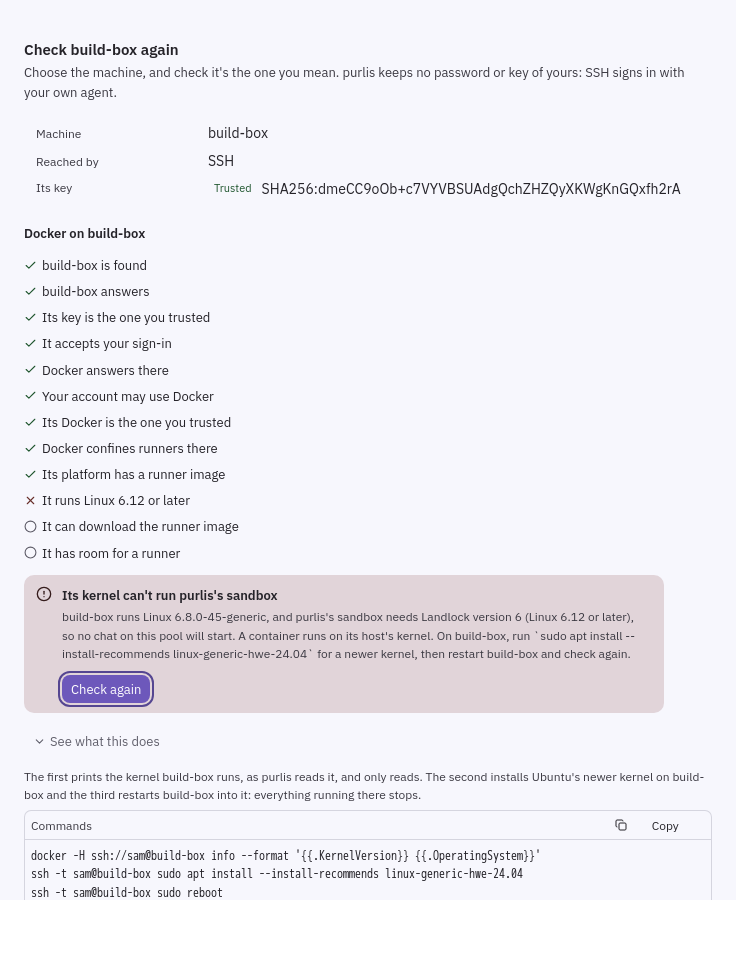 Check build-box again
Choose the machine, and check it's the one you mean. purlis keeps no password or key of yours: SSH signs in with
your own agent.
Machine build-box
Reached by SSH
Its key Trusted SHA256:dmeCC9oOb+c7VYVBSUAdgQchZHZQyXKWgKnGQxfh2rA
Docker on build-box
build-box is found
build-box answers
Its key is the one you trusted
It accepts your sign-in
Docker answers there
Your account may use Docker
Its Docker is the one you trusted
Docker confines runners there
Its platform has a runner image
It runs Linux 6.12 or later
It can download the runner image
It has room for a runner
Its kernel can't run purlis's sandbox
build-box runs Linux 6.8.0-45-generic, and purlis's sandbox needs Landlock version 6 (Linux 6.12 or later),
so no chat on this pool will start. A container runs on its host's kernel. On build-box, run `sudo apt install --
install-recommends linux-generic-hwe-24.04` for a newer kernel, then restart build-box and check again.
Check again
See what this does
The first prints the kernel build-box runs, as purlis reads it, and only reads. The second installs Ubuntu's newer kernel on build-
box and the third restarts build-box into it: everything running there stops.
Commands Copy
docker -H ssh://sam@build-box info --format '{{.KernelVersion}} {{.OperatingSystem}}'
ssh -t sam@build-box sudo apt install --install-recommends linux-generic-hwe-24.04
ssh -t sam@build-box sudo reboot